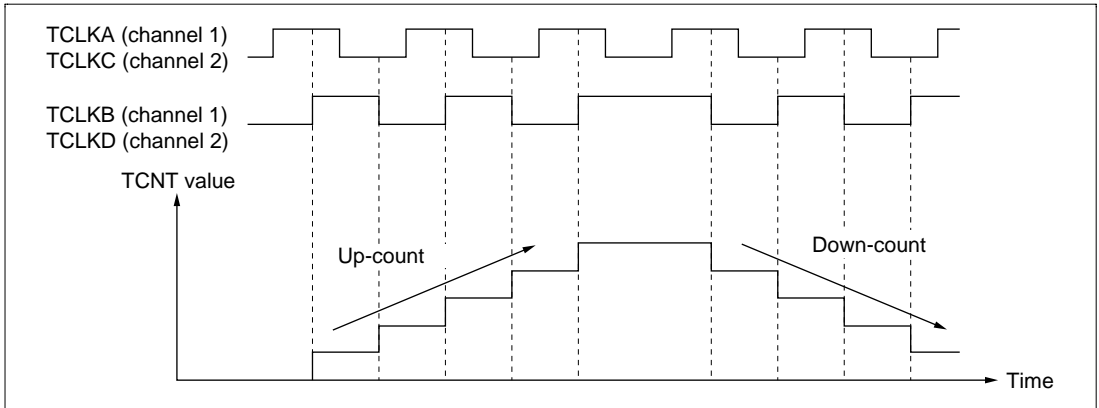 TCLKA (channel 1)
TCLKC (channel 2)
TCLKB (channel 1)
TCLKD (channel 2)
TCNT value
Up-count
Down-count
Time